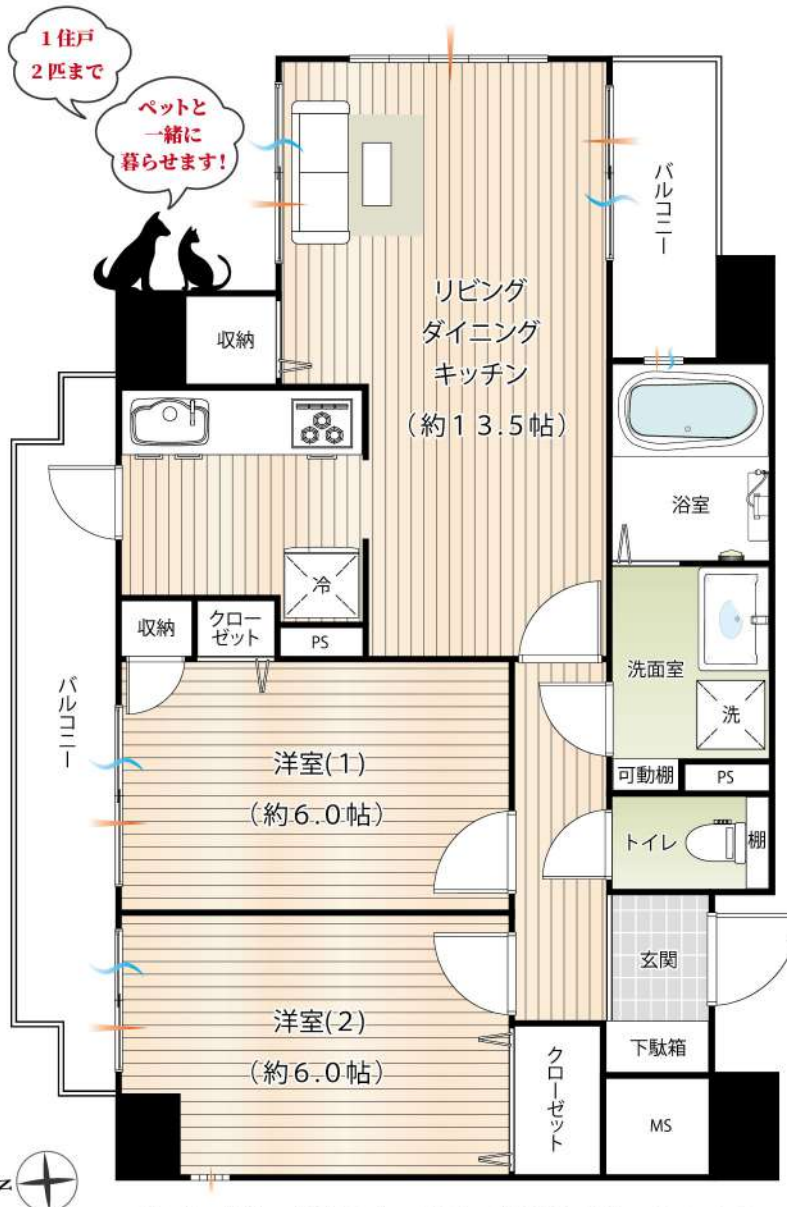 1住戸
2匹まで
ペットと
一緒に
暮らせます!
バルコニー
リビング
ダイニング
キッチン
(約13.5帖)
収納
浴室
冷
収納
クロー
ゼット
PS
洗面室
洗
バルコニー
洋室(1)
(約6.0帖)
可動棚
PS
トイレ
棚
玄関
洋室(2)
(約6.0帖)
下駄箱
クローゼット
MS
N